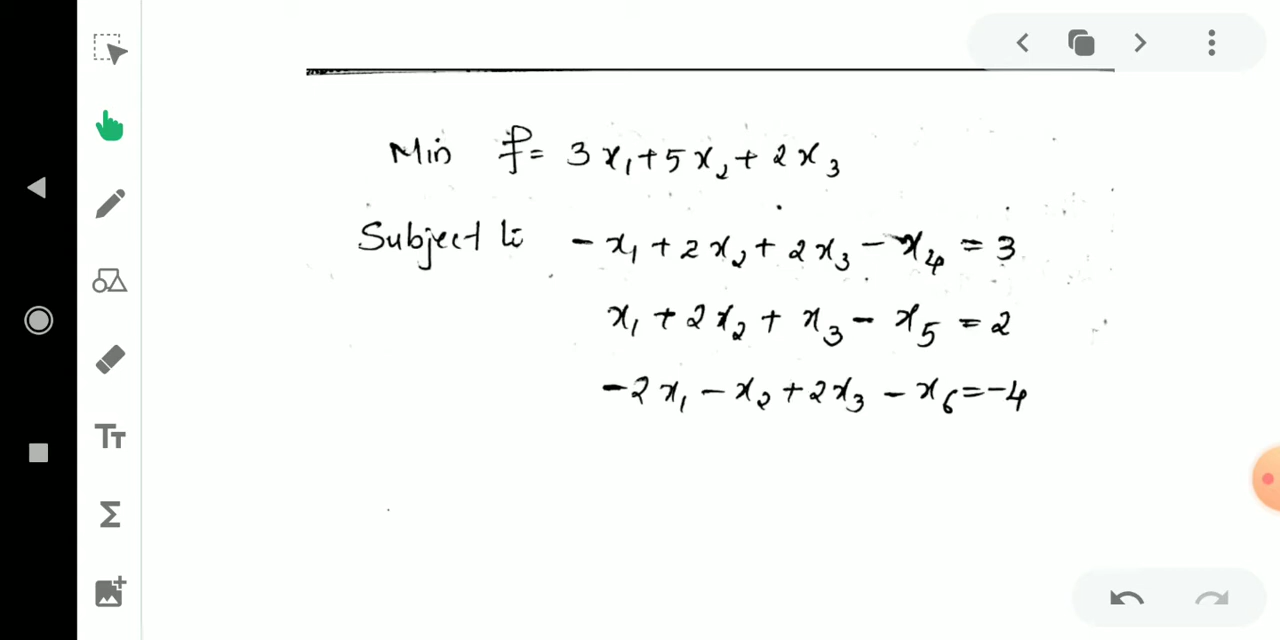 Min f = 3x₁ + 5x₂ + 2x₃
Subject to -x₁ + 2x₂ + 2x₃ - x₄ = 3
x₁ + 2x₂ + x₃ - x₅ = 2
-2x₁ - x₂ + 2x₃ - x₆ = -4
Tт
Σ